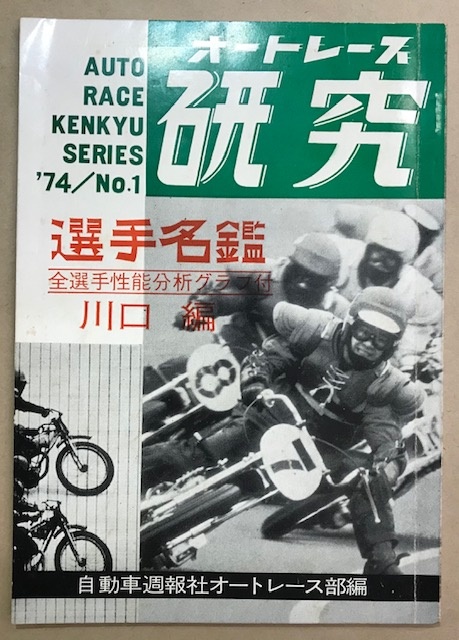 AUTO
RACE
KENKYU
SERIES
'74/No.1
オートレース
研究
選手名鑑
全選手性能分析グラフ付
川口 編
8
7
自動車週報社オートレース部編